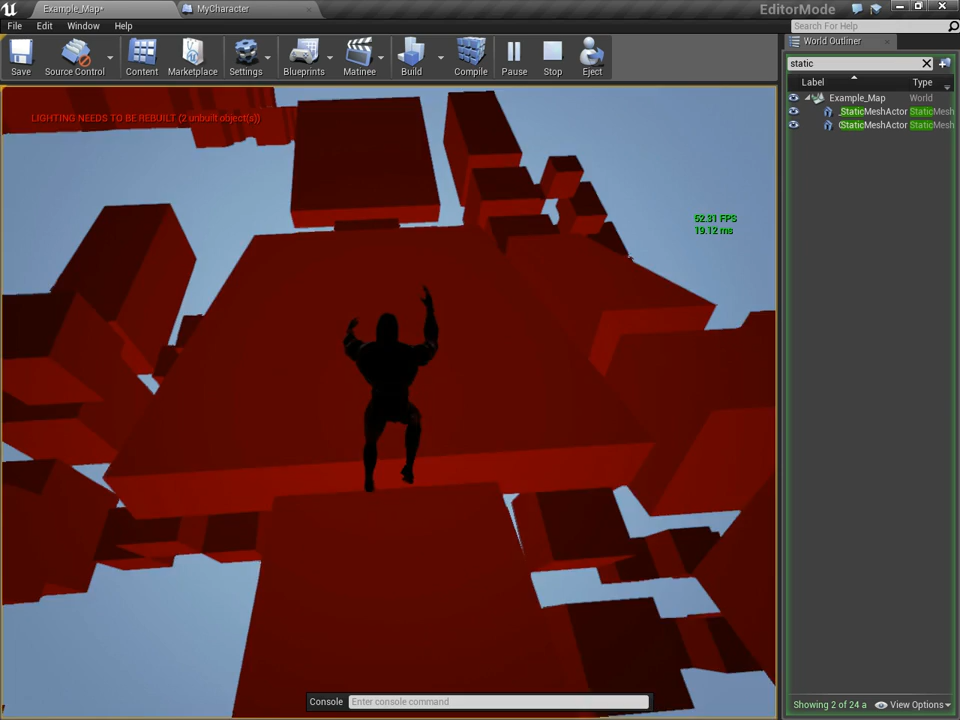 Example_Map*
MyCharacter
EditorMode
File Edit Window Help
Search For Help
World Outliner
Save Source Control Content Marketplace Settings Blueprints Matinee Build Compile Pause Stop Eject
static
Label Type
Example_Map World
StaticMeshActor StaticMesh
StaticMeshActor StaticMesh
LIGHTING NEEDS TO BE REBUILT (2 unbuilt object(s))
52.31 FPS
19.12 ms
Console Enter console command
Showing 2 of 24 a View Options